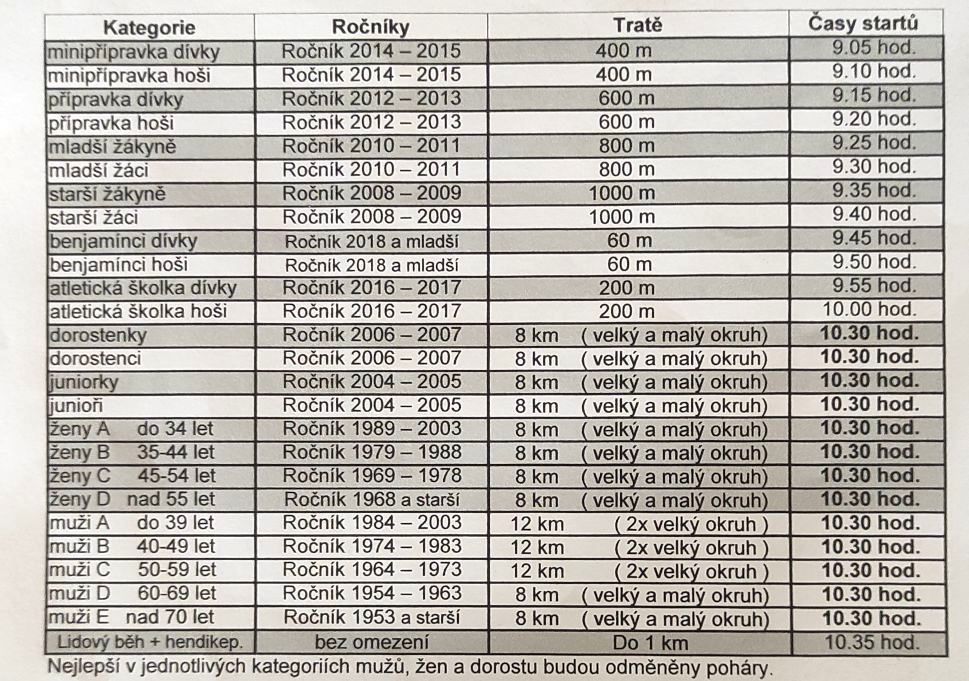 Kategorie Ročníky Tratě Časy startů
minipřípravka dívky Ročník 2014 – 2015 400 m 9.05 hod.
minipřípravka hoši Ročník 2014 – 2015 400 m 9.10 hod.
přípravka dívky Ročník 2012 – 2013 600 m 9.15 hod.
přípravka hoši Ročník 2012 – 2013 600 m 9.20 hod.
mladší žákyně Ročník 2010 – 2011 800 m 9.25 hod.
mladší žáci Ročník 2010 – 2011 800 m 9.30 hod.
starší žákyně Ročník 2008 – 2009 1000 m 9.35 hod.
starší žáci Ročník 2008 – 2009 1000 m 9.40 hod.
benjamínci dívky Ročník 2018 a mladší 60 m 9.45 hod.
benjamínci hoši Ročník 2018 a mladší 60 m 9.50 hod.
atletická školka dívky Ročník 2016 – 2017 200 m 9.55 hod.
atletická školka hoši Ročník 2016 – 2017 200 m 10.00 hod.
dorostenky Ročník 2006 – 2007 8 km ( velký a malý okruh) 10.30 hod.
dorostenci Ročník 2006 – 2007 8 km ( velký a malý okruh) 10.30 hod.
juniorky Ročník 2004 – 2005 8 km ( velký a malý okruh) 10.30 hod.
junioři Ročník 2004 – 2005 8 km ( velký a malý okruh) 10.30 hod.
ženy A do 34 let Ročník 1989 – 2003 8 km ( velký a malý okruh) 10.30 hod.
ženy B 35-44 let Ročník 1979 – 1988 8 km ( velký a malý okruh) 10.30 hod.
ženy C 45-54 let Ročník 1969 – 1978 8 km ( velký a malý okruh) 10.30 hod.
ženy D nad 55 let Ročník 1968 a starší 8 km ( velký a malý okruh) 10.30 hod.
muži A do 39 let Ročník 1984 – 2003 12 km ( 2x velký okruh ) 10.30 hod.
muži B 40-49 let Ročník 1974 – 1983 12 km ( 2x velký okruh ) 10.30 hod.
muži C 50-59 let Ročník 1964 – 1973 12 km ( 2x velký okruh ) 10.30 hod.
muži D 60-69 let Ročník 1954 – 1963 8 km ( velký a malý okruh) 10.30 hod.
muži E nad 70 let Ročník 1953 a starší 8 km ( velký a malý okruh) 10.30 hod.
Lidový běh + hendikep. bez omezení Do 1 km 10.35 hod.
Nejlepší v jednotlivých kategoriích mužů, žen a dorostu budou odměněny poháry.